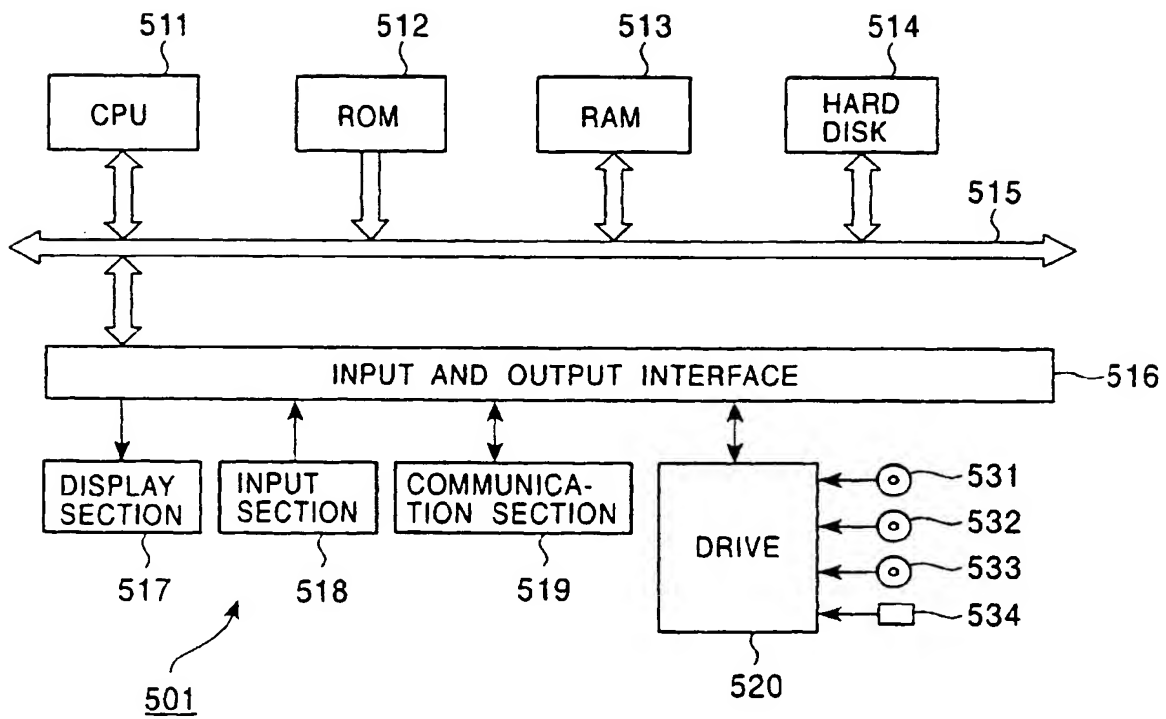 511
512
513
514
CPU
ROM
RAM
HARD
DISK
515
INPUT AND OUTPUT INTERFACE
516
DISPLAY
SECTION
INPUT
SECTION
COMMUNICA-
TION SECTION
DRIVE
531
532
533
534
517
518
519
520
501